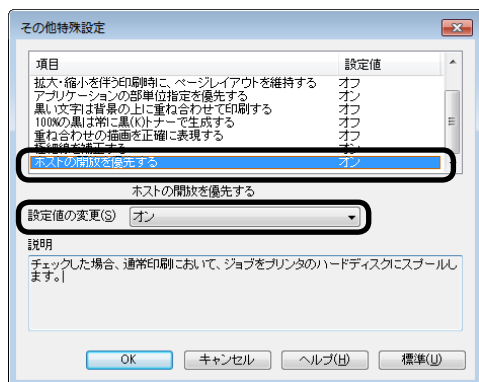 その他特殊設定
項目 設定値
拡大・縮小を伴う印刷時に、ページレイアウトを維持する オフ
アプリケーションの部単位指定を優先する オン
黒い文字は背景の上に重ね合わせて印刷する オフ
100%の黒は常に黒(K)トナーで生成する オフ
重ね合わせの描画を正確に表現する オフ
極細線を補正する オン
ホストの開放を優先する オン
ホストの開放を優先する
設定値の変更(S) オン
説明
チェックした場合、通常印刷において、ジョブをプリンタのハードディスクにスプールし
ます。
OK キャンセル ヘルプ(H) 標準(U)